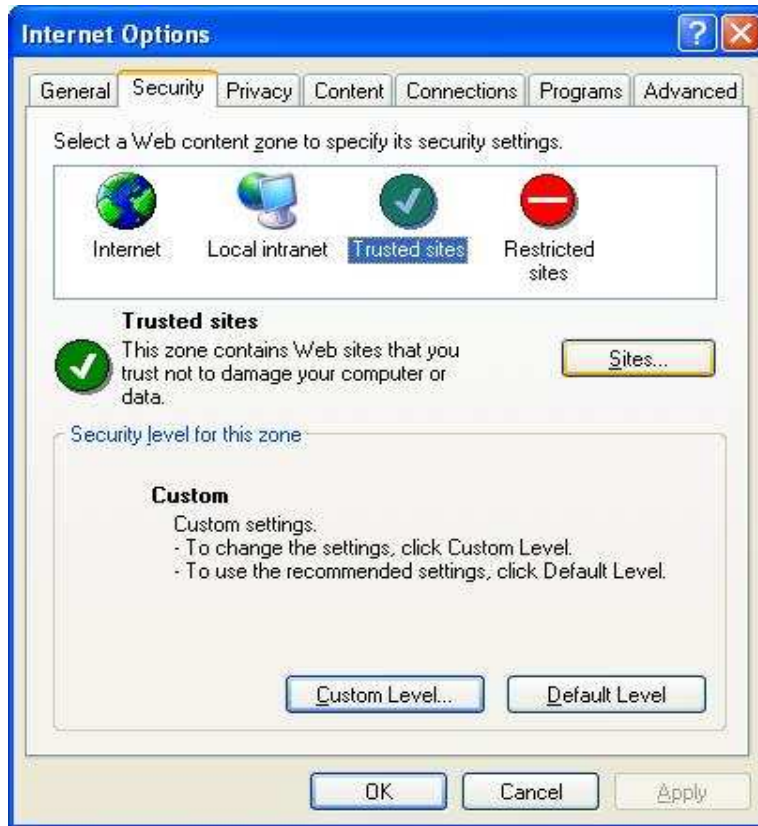 Internet Options
General Security Privacy Content Connections Programs Advanced
Select a Web content zone to specify its security settings.
Internet Local intranet Trusted sites Restricted sites
Trusted sites
This zone contains Web sites that you
trust not to damage your computer or
data.
Sites...
Security level for this zone
Custom
Custom settings.
- To change the settings, click Custom Level.
- To use the recommended settings, click Default Level.
Custom Level... Default Level
OK Cancel Apply